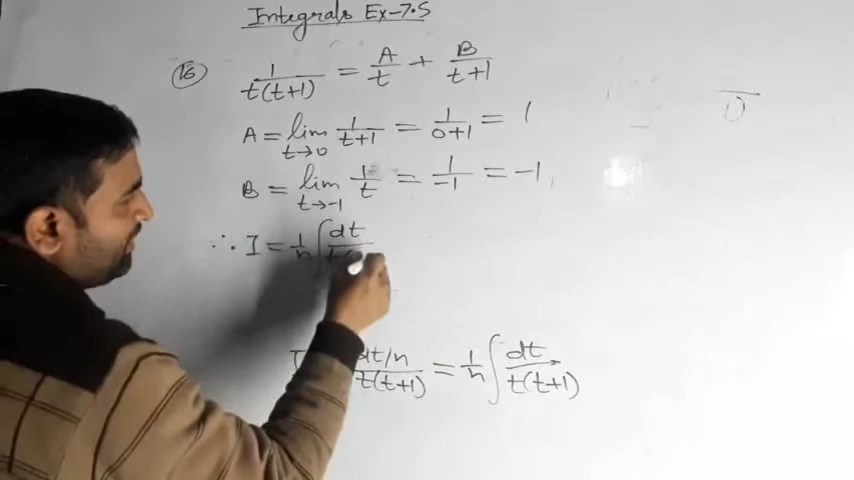 Integrals Ex-7.5
16 1/t(t+1) = A/t + B/t+1
A = lim t→0 1/t+1 = 1/0+1 = 1
B = lim t→-1 1/t = 1/-1 = -1
∴ I = 1/n ∫ dt
dt/n / t(t+1) = 1/n ∫ dt / t(t+1)